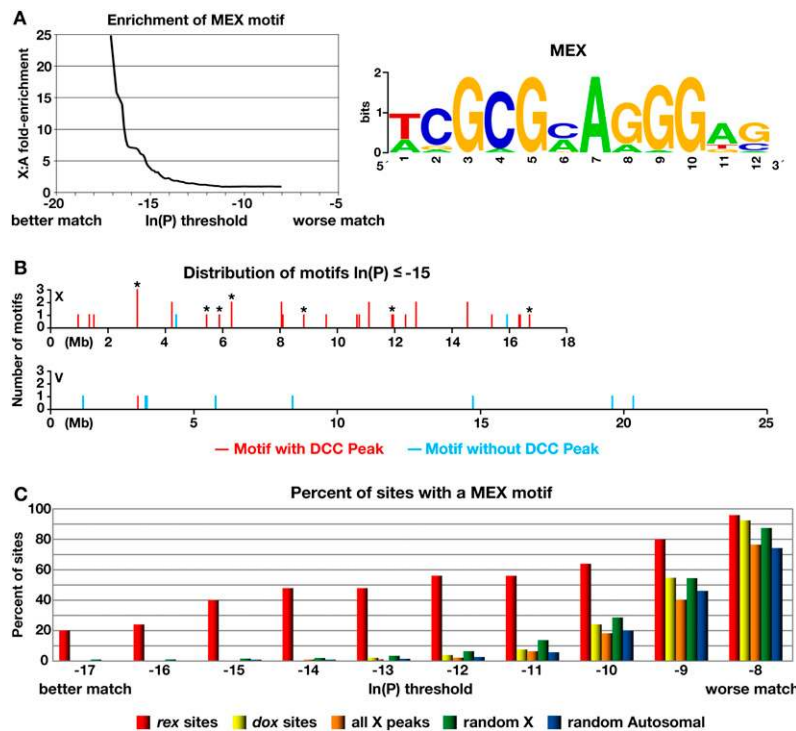 A
Enrichment of MEX motif
X:A fold-enrichment
25
20
15
10
5
0
-20 -15 -10 -5
better match ln(P) threshold worse match
MEX
bits
2
1
0
TCGCGCAGGGAG
A A A A A T C
5´ 1 2 3 4 5 6 7 8 9 10 11 12 3´
B
Distribution of motifs ln(P) ≤ -15
Number of motifs
X
3
2
1
0
* * * * * * *
0 (Mb) 2 4 6 8 10 12 14 16 18
V
3
2
1
0
(Mb) 5 10 15 20 25
Motif with DCC Peak Motif without DCC Peak
C
Percent of sites with a MEX motif
Percent of sites
100
80
60
40
20
0
-17 -16 -15 -14 -13 -12 -11 -10 -9 -8
better match ln(P) threshold worse match
rex sites dox sites all X peaks random X random Autosomal